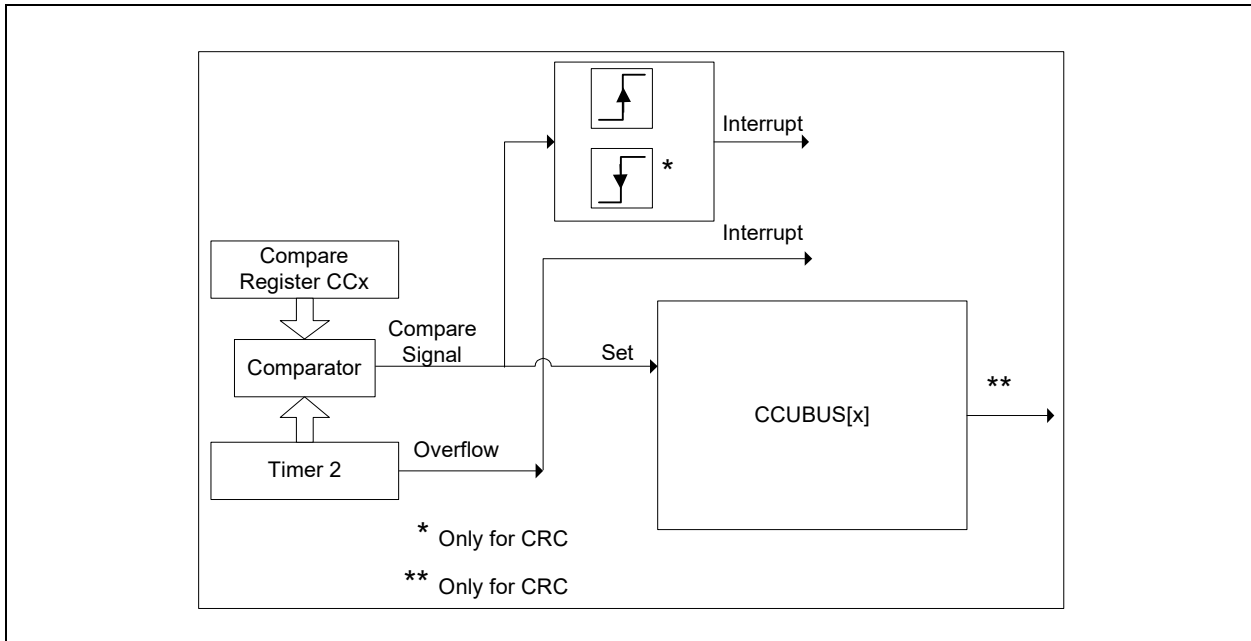 Interrupt
*
Interrupt
Compare
Register CCx
Compare
Signal
Set
Comparator
**
CCUBUS[x]
Overflow
Timer 2
* Only for CRC
** Only for CRC